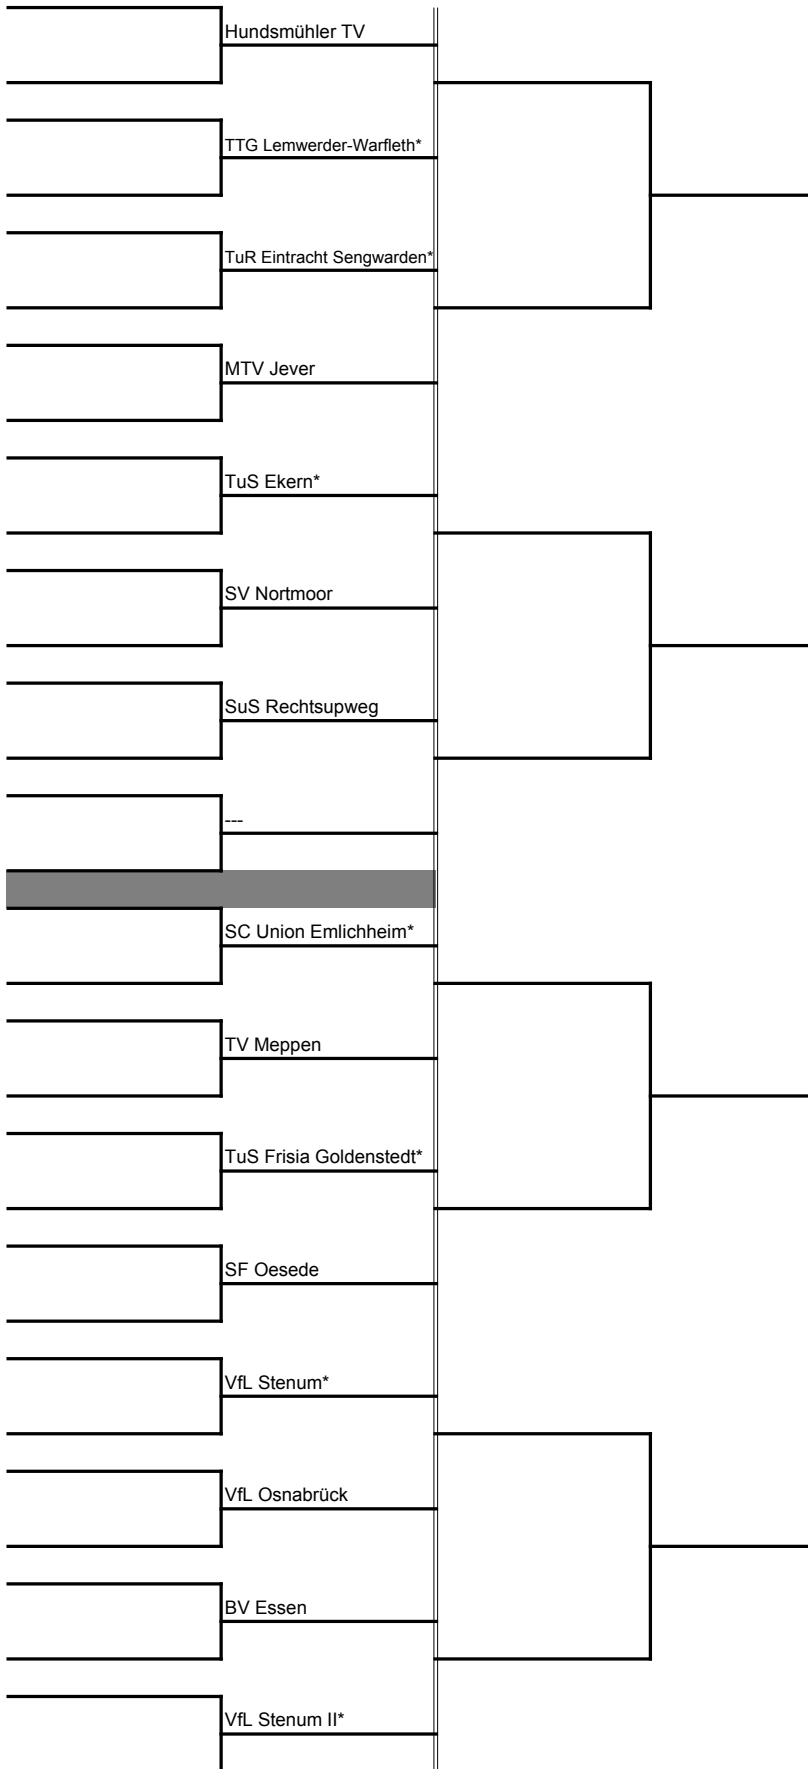 Hundsmühler TV
TTG Lemwerder-Warfleth*
TuR Eintracht Sengwarden*
MTV Jever
TuS Ekern*
SV Nortmoor
SuS Rechtsupweg
---
SC Union Emlichheim*
TV Meppen
TuS Frisia Goldenstedt*
SF Oesede
VfL Stenum*
VfL Osnabrück
BV Essen
VfL Stenum II*